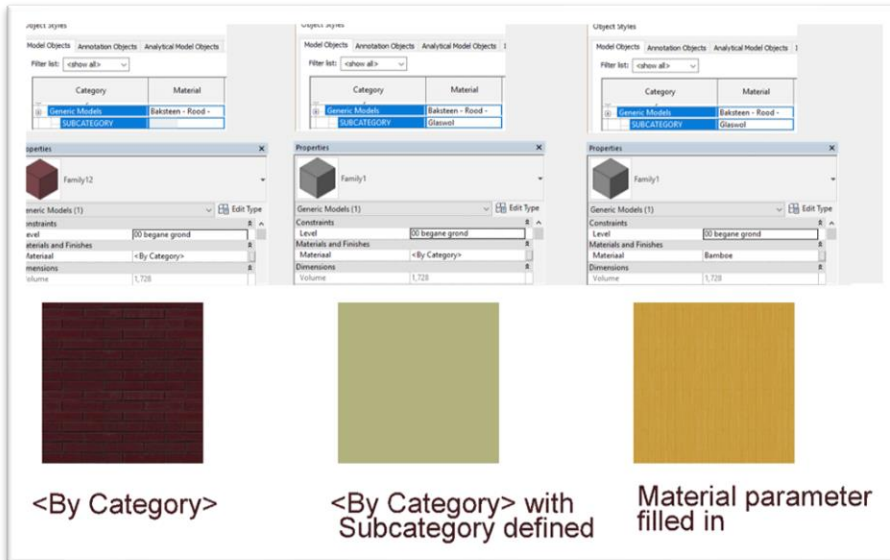 Object Styles
Model Objects Annotation Objects Analytical Model Objects
Filter list: <show all>
Category Material
Generic Models Baksteen - Rood -
SUBCATEGORY
Properties
Family12
Generic Models (1) Edit Type
Constraints
Level 00 begane grond
Materials and Finishes
Materiaal <By Category>
Dimensions
Volume 1,728
<By Category>
Object Styles
Model Objects Annotation Objects Analytical Model Objects
Filter list: <show all>
Category Material
Generic Models Baksteen - Rood -
SUBCATEGORY Glaswol
Properties
Family1
Generic Models (1) Edit Type
Constraints
Level 00 begane grond
Materials and Finishes
Materiaal <By Category>
Dimensions
Volume 1,728
<By Category> with
Subcategory defined
Object Styles
Model Objects Annotation Objects Analytical Model Objects
Filter list: <show all>
Category Material
Generic Models Baksteen - Rood -
SUBCATEGORY Glaswol
Properties
Family1
Generic Models (1) Edit Type
Constraints
Level 00 begane grond
Materials and Finishes
Materiaal Bamboe
Dimensions
Volume 1,728
Material parameter
filled in